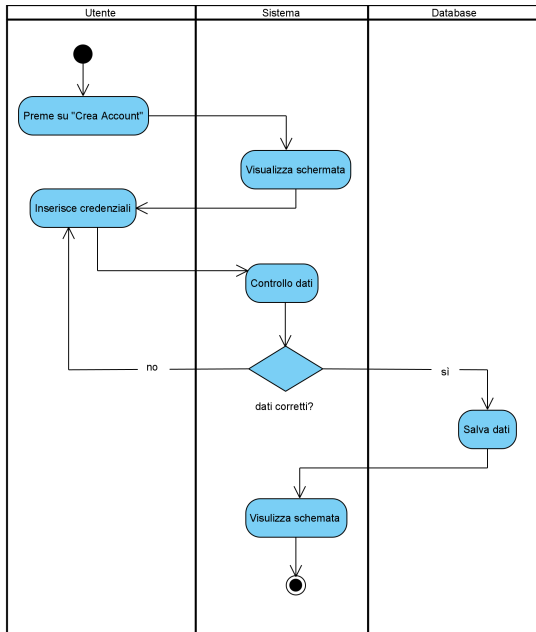 Utente
Sistema
Database
Preme su "Crea Account"
Visualizza schermata
Inserisce credenziali
Controllo dati
no
sì
dati corretti?
Salva dati
Visulizza schemata